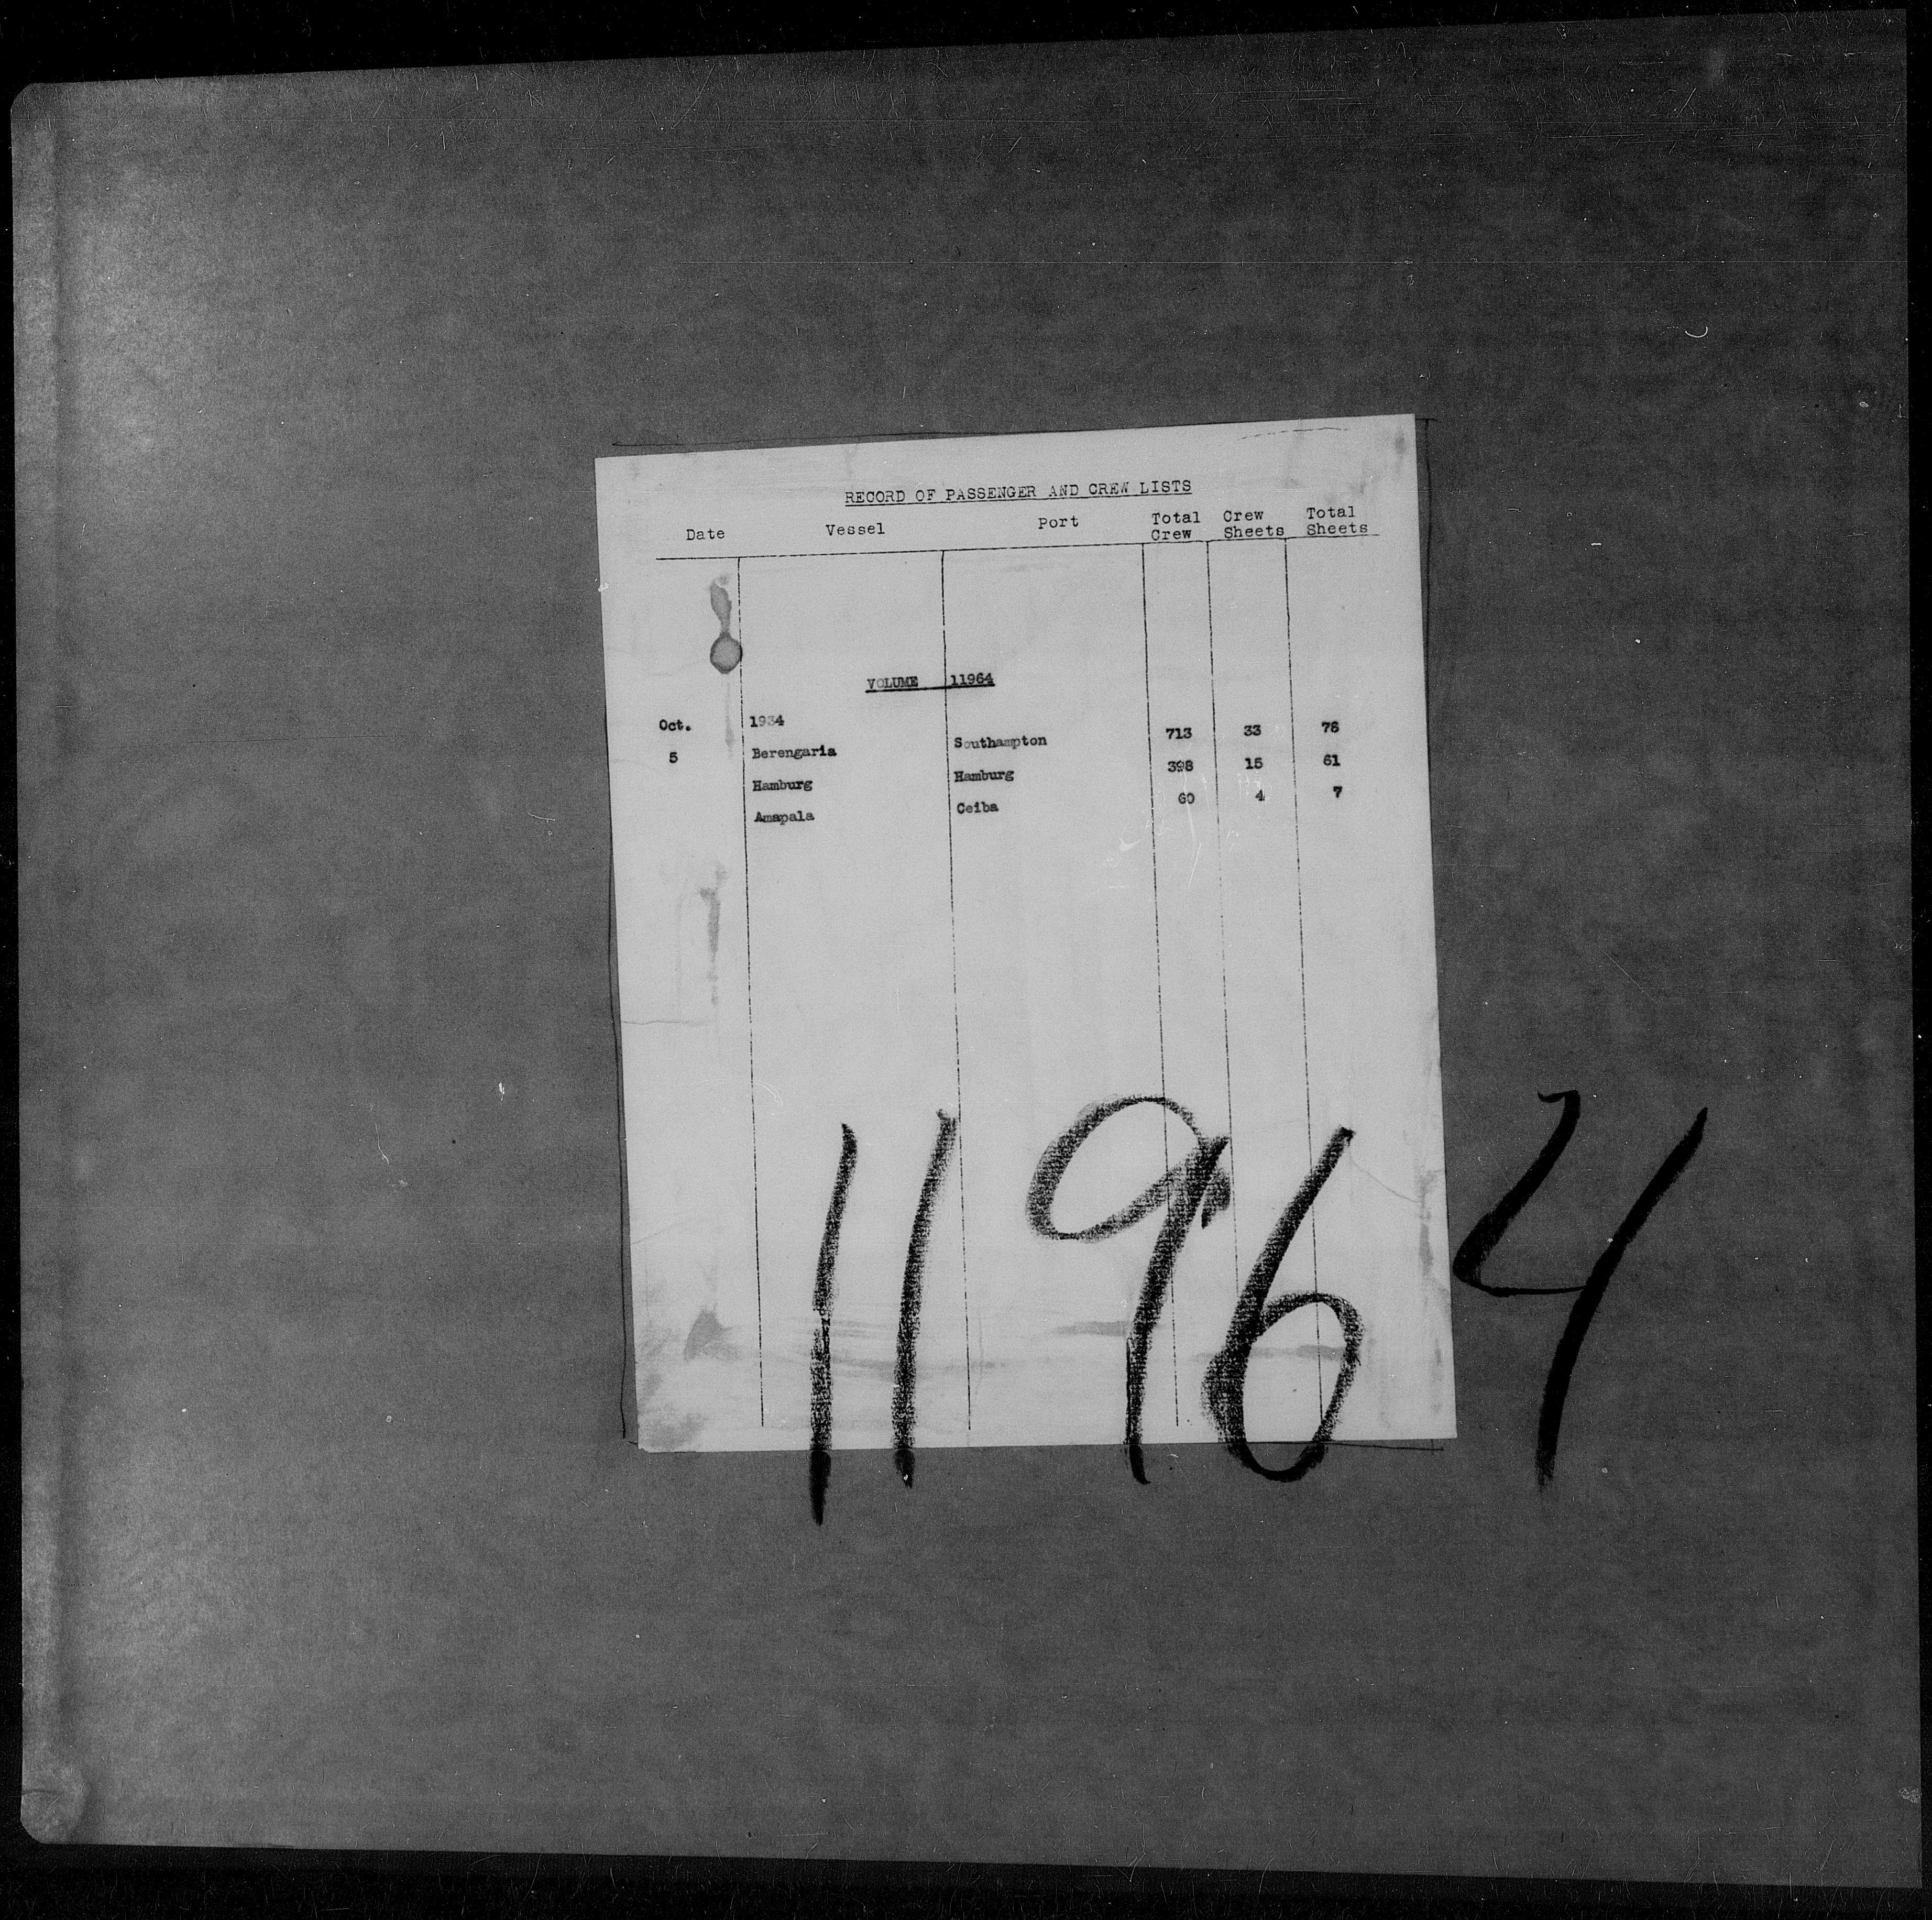 RECORD OF PASSENGER AND CREW LISTS
Date Vessel Port Total Crew Crew Sheets Total Sheets
VOLUME 11964
Oct. 1934
5 Berengaria Southampton 713 33 78
Hamburg Hamburg 398 15 61
Amapala Ceiba 60 4 7
11964